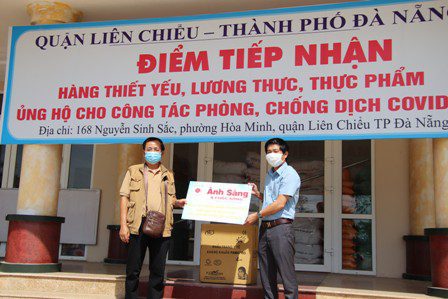 QUẬN LIÊN CHIỂU - THÀNH PHỐ ĐÀ NẴNG
ĐIỂM TIẾP NHẬN
HÀNG THIẾT YẾU, LƯƠNG THỰC, THỰC PHẨM
ỦNG HỘ CHO CÔNG TÁC PHÒNG, CHỐNG DỊCH COVID
Địa chỉ: 168 Nguyễn Sinh Sắc, phường Hòa Minh, quận Liên Chiểu TP Đà Nẵng
Ánh Sáng